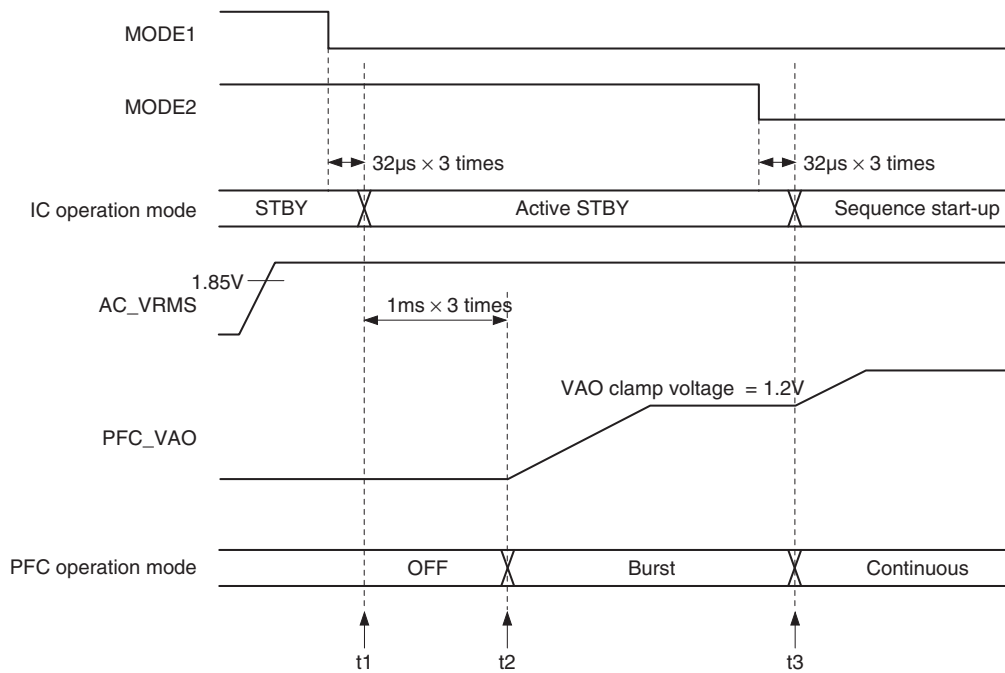 MODE1
MODE2
32µs × 3 times
32µs × 3 times
IC operation mode
STBY
Active STBY
Sequence start-up
1.85V
AC_VRMS
1ms × 3 times
VAO clamp voltage = 1.2V
PFC_VAO
PFC operation mode
OFF
Burst
Continuous
t1
t2
t3